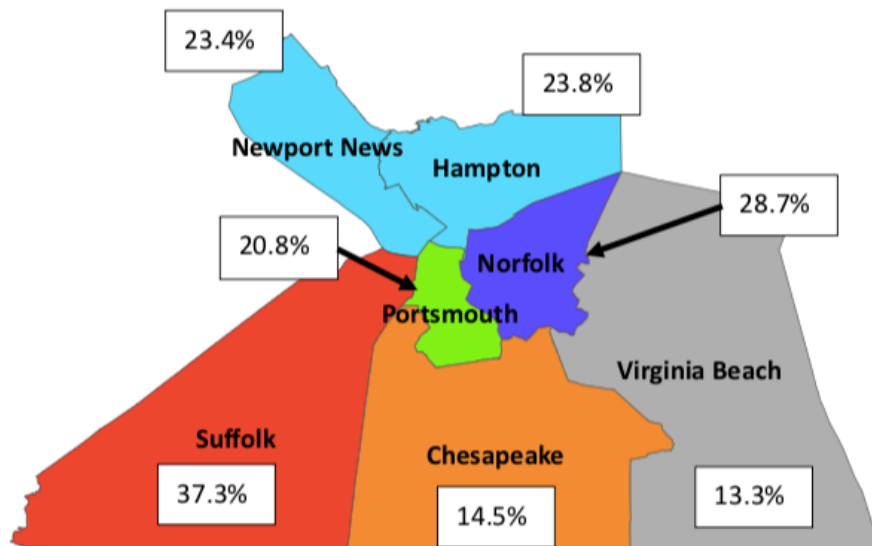 23.4%
23.8%
Newport News
Hampton
28.7%
20.8%
Norfolk
Portsmouth
Virginia Beach
Suffolk
Chesapeake
37.3%
14.5%
13.3%